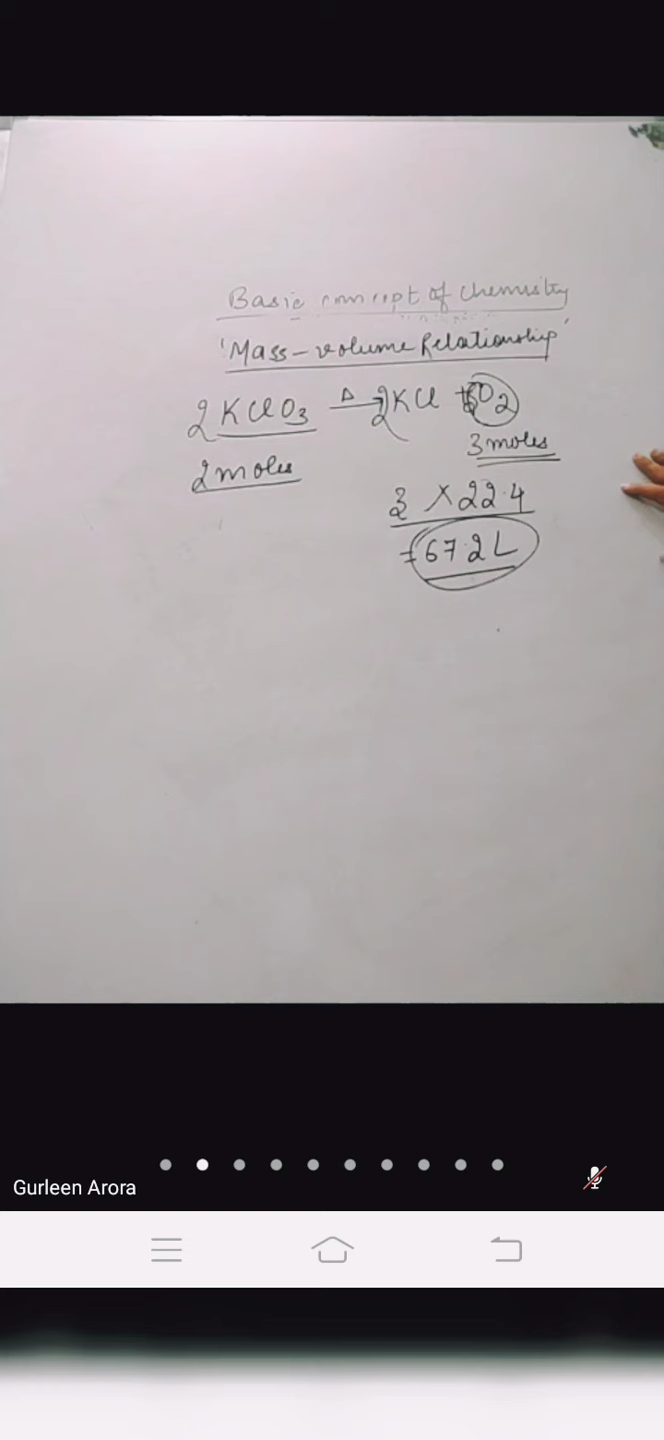 Basic concept of Chemistry
'Mass-volume Relationship'
2KClO3 Δ→ 2KCl + 3O2
2 moles
3 moles
3 × 22.4
= 67.2 L
Gurleen Arora